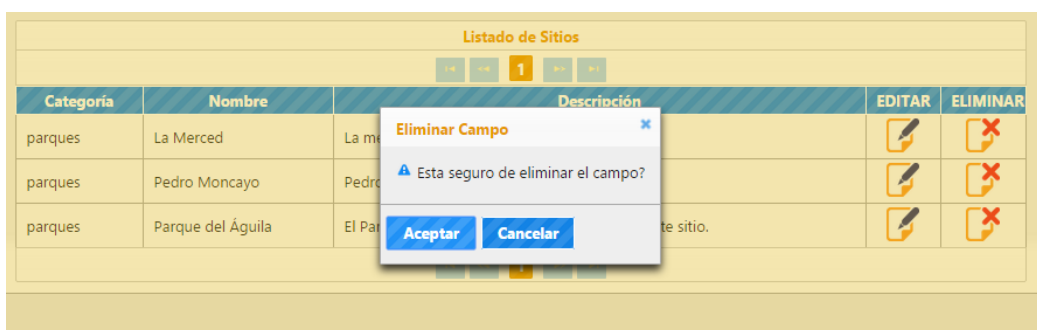 Listado de Sitios
1
Categoría Nombre Descripción EDITAR ELIMINAR
parques La Merced La me
parques Pedro Moncayo Pedro
parques Parque del Águila El Par te sitio.
Eliminar Campo
Esta seguro de eliminar el campo?
Aceptar Cancelar
1